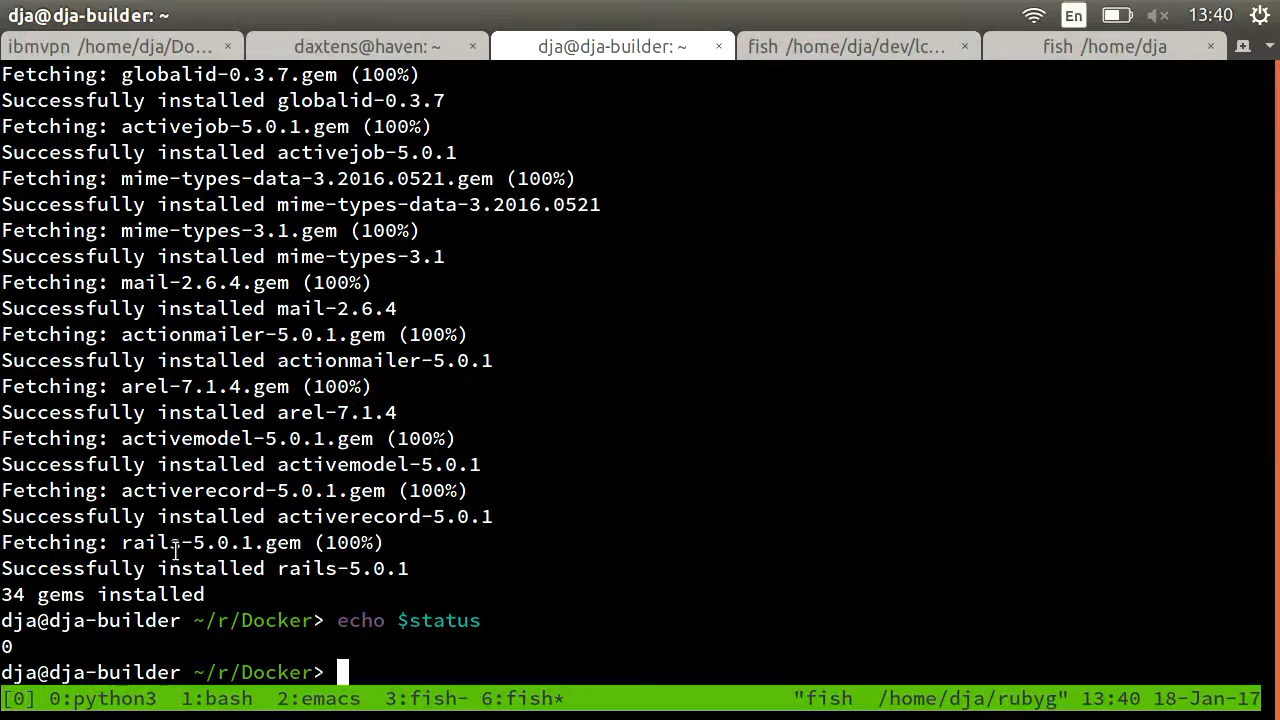 dja@dja-builder: ~
En
13:40
ibmvpn /home/dja/Do...
daxtens@haven: ~
dja@dja-builder: ~
fish /home/dja/dev/lc...
fish /home/dja
Fetching: globalid-0.3.7.gem (100%)
Successfully installed globalid-0.3.7
Fetching: activejob-5.0.1.gem (100%)
Successfully installed activejob-5.0.1
Fetching: mime-types-data-3.2016.0521.gem (100%)
Successfully installed mime-types-data-3.2016.0521
Fetching: mime-types-3.1.gem (100%)
Successfully installed mime-types-3.1
Fetching: mail-2.6.4.gem (100%)
Successfully installed mail-2.6.4
Fetching: actionmailer-5.0.1.gem (100%)
Successfully installed actionmailer-5.0.1
Fetching: arel-7.1.4.gem (100%)
Successfully installed arel-7.1.4
Fetching: activemodel-5.0.1.gem (100%)
Successfully installed activemodel-5.0.1
Fetching: activerecord-5.0.1.gem (100%)
Successfully installed activerecord-5.0.1
Fetching: rails-5.0.1.gem (100%)
Successfully installed rails-5.0.1
34 gems installed
dja@dja-builder ~/r/Docker> echo $status
0
dja@dja-builder ~/r/Docker>
[0] 0:python3  1:bash  2:emacs  3:fish- 6:fish*  "fish  /home/dja/rubyg" 13:40 18-Jan-17